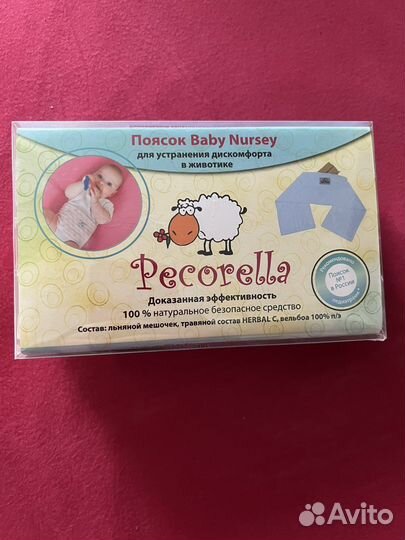 Поясок Baby Nursey
для устранения дискомфорта
в животике
Pecorella
Доказанная эффективность
100 % натуральное безопасное средство
Состав: льняной мешочек, травяной состав HERBAL C, вельбоа 100% п/э
Поясок
№1
в России
Avito